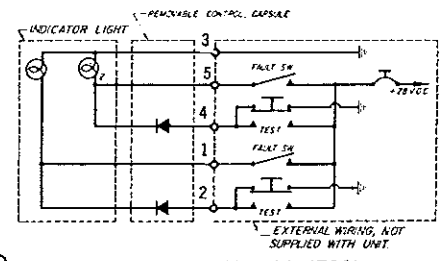 REMOVABLE CONTROL CAPSULE
INDICATOR LIGHT
3
2
5
FAULT SW
+28VDC
4
TEST
1
FAULT SW
2
TEST
EXTERNAL WIRING, NOT
SUPPLIED WITH UNIT.